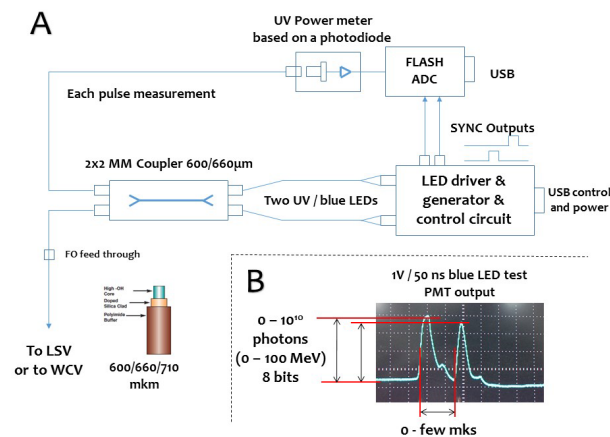 A
UV Power meter
based on a photodiode
FLASH
ADC
USB
Each pulse measurement
SYNC Outputs
2x2 MM Coupler 600/660µm
LED driver &
generator &
control circuit
USB control
and power
Two UV / blue LEDs
FO feed through
High -OH
Core
Doped
Silica Clad
Polyimide
Buffer
To LSV
or to WCV
600/660/710
mkm
B
1V / 50 ns blue LED test
PMT output
0 – 10¹⁰
photons
(0 – 100 MeV)
8 bits
0 - few mks